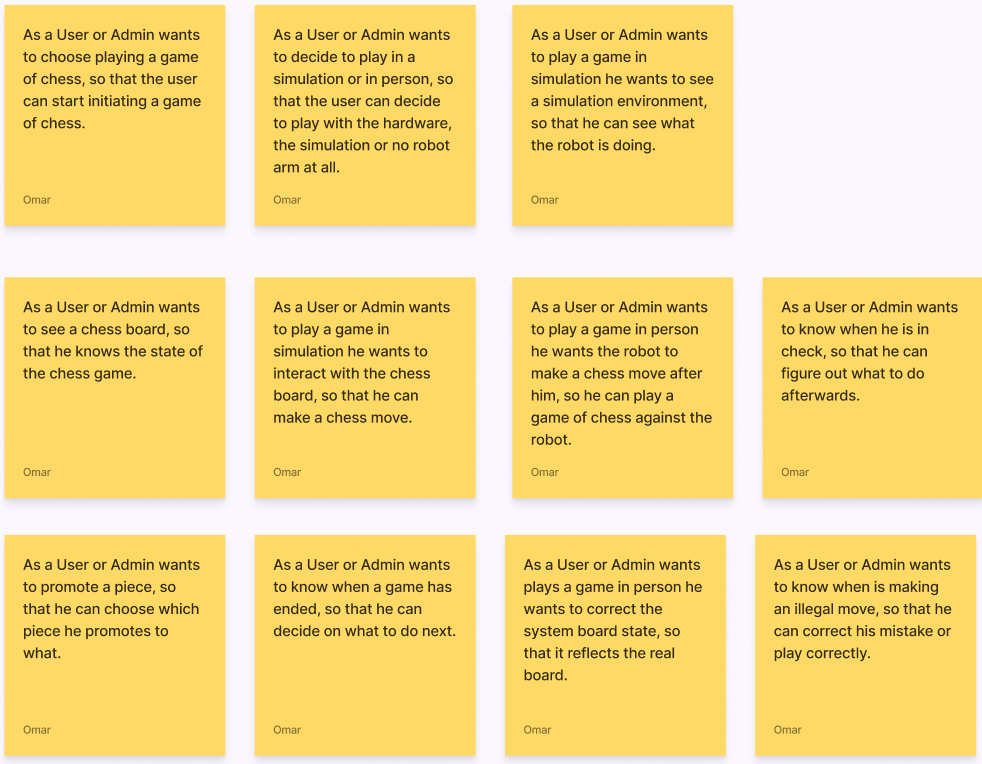 As a User or Admin wants
to choose playing a game
of chess, so that the user
can start initiating a game
of chess.
Omar
As a User or Admin wants
to decide to play in a
simulation or in person, so
that the user can decide
to play with the hardware,
the simulation or no robot
arm at all.
Omar
As a User or Admin wants
to play a game in
simulation he wants to see
a simulation environment,
so that he can see what
the robot is doing.
Omar
As a User or Admin wants
to see a chess board, so
that he knows the state of
the chess game.
Omar
As a User or Admin wants
to play a game in
simulation he wants to
interact with the chess
board, so that he can
make a chess move.
Omar
As a User or Admin wants
to play a game in person
he wants the robot to
make a chess move after
him, so he can play a
game of chess against the
robot.
Omar
As a User or Admin wants
to know when he is in
check, so that he can
figure out what to do
afterwards.
Omar
As a User or Admin wants
to promote a piece, so
that he can choose which
piece he promotes to
what.
Omar
As a User or Admin wants
to know when a game has
ended, so that he can
decide on what to do next.
Omar
As a User or Admin wants
plays a game in person he
wants to correct the
system board state, so
that it reflects the real
board.
Omar
As a User or Admin wants
to know when is making
an illegal move, so that he
can correct his mistake or
play correctly.
Omar